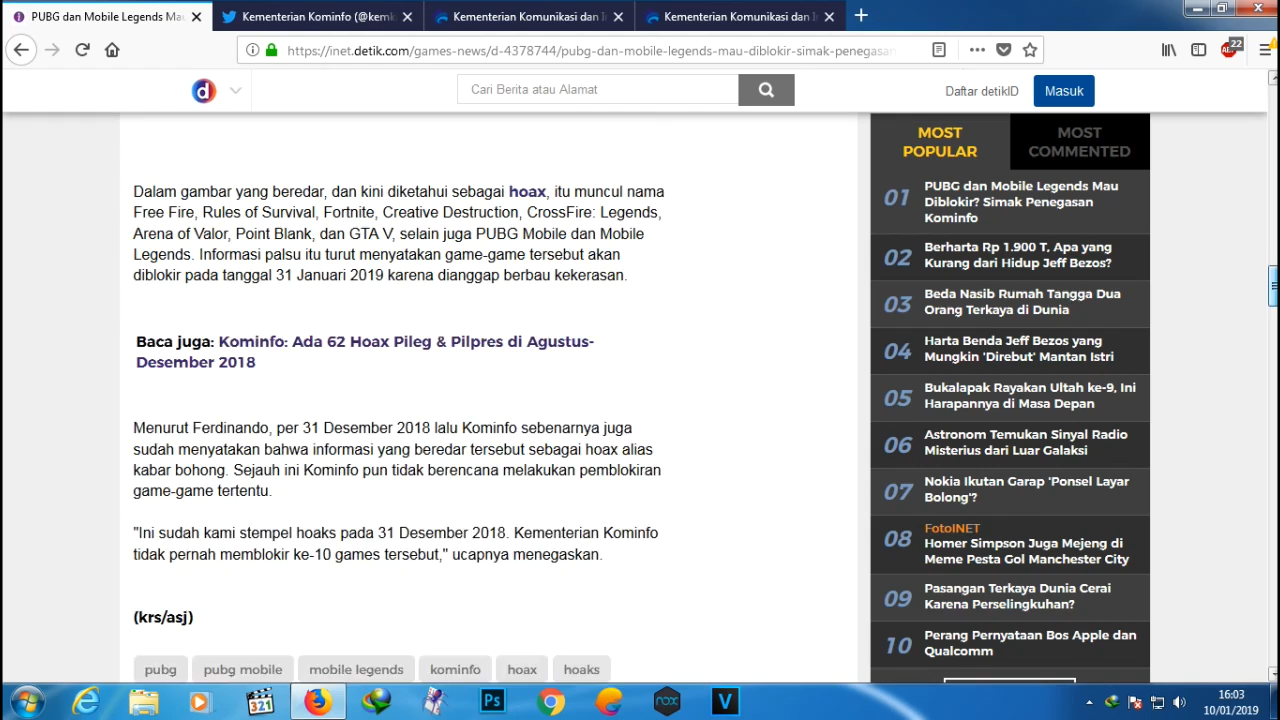 PUBG dan Mobile Legends Mau
Kementerian Kominfo (@kemk
Kementerian Komunikasi dan I
Kementerian Komunikasi dan I
https://inet.detik.com/games-news/d-4378744/pubg-dan-mobile-legends-mau-diblokir-simak-penegasan
22
d
Cari Berita atau Alamat
Daftar detikID
Masuk
Dalam gambar yang beredar, dan kini diketahui sebagai hoax, itu muncul nama
Free Fire, Rules of Survival, Fortnite, Creative Destruction, CrossFire: Legends,
Arena of Valor, Point Blank, dan GTA V, selain juga PUBG Mobile dan Mobile
Legends. Informasi palsu itu turut menyatakan game-game tersebut akan
diblokir pada tanggal 31 Januari 2019 karena dianggap berbau kekerasan.
Baca juga: Kominfo: Ada 62 Hoax Pileg & Pilpres di Agustus-
Desember 2018
Menurut Ferdinando, per 31 Desember 2018 lalu Kominfo sebenarnya juga
sudah menyatakan bahwa informasi yang beredar tersebut sebagai hoax alias
kabar bohong. Sejauh ini Kominfo pun tidak berencana melakukan pemblokiran
game-game tertentu.
"Ini sudah kami stempel hoaks pada 31 Desember 2018. Kementerian Kominfo
tidak pernah memblokir ke-10 games tersebut," ucapnya menegaskan.
(krs/asj)
pubg
pubg mobile
mobile legends
kominfo
hoax
hoaks
MOST
POPULAR
MOST
COMMENTED
01
PUBG dan Mobile Legends Mau
Diblokir? Simak Penegasan
Kominfo
02
Berharta Rp 1.900 T, Apa yang
Kurang dari Hidup Jeff Bezos?
03
Beda Nasib Rumah Tangga Dua
Orang Terkaya di Dunia
04
Harta Benda Jeff Bezos yang
Mungkin 'Direbut' Mantan Istri
05
Bukalapak Rayakan Ultah ke-9, Ini
Harapannya di Masa Depan
06
Astronom Temukan Sinyal Radio
Misterius dari Luar Galaksi
07
Nokia Ikutan Garap 'Ponsel Layar
Bolong'?
08
FotoINET
Homer Simpson Juga Mejeng di
Meme Pesta Gol Manchester City
09
Pasangan Terkaya Dunia Cerai
Karena Perselingkuhan?
10
Perang Pernyataan Bos Apple dan
Qualcomm
321
Ps
nox
V
16:03
10/01/2019